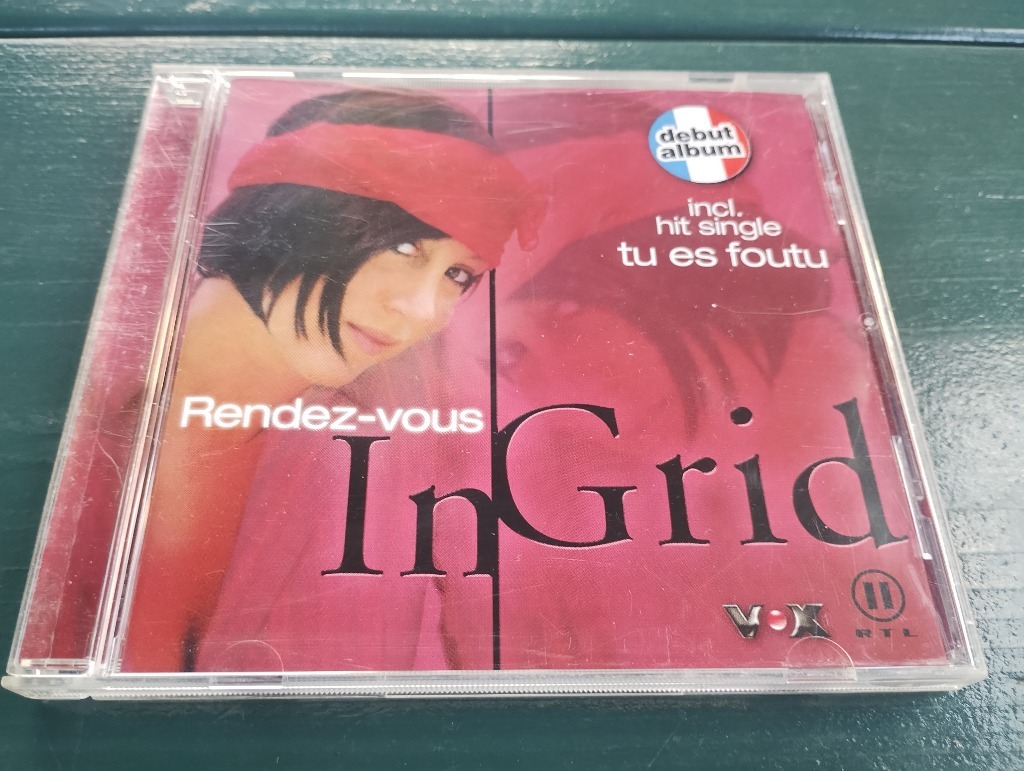 debut
album
incl.
hit single
tu es foutu
Rendez-vous
InGrid
VOX
II
RTL